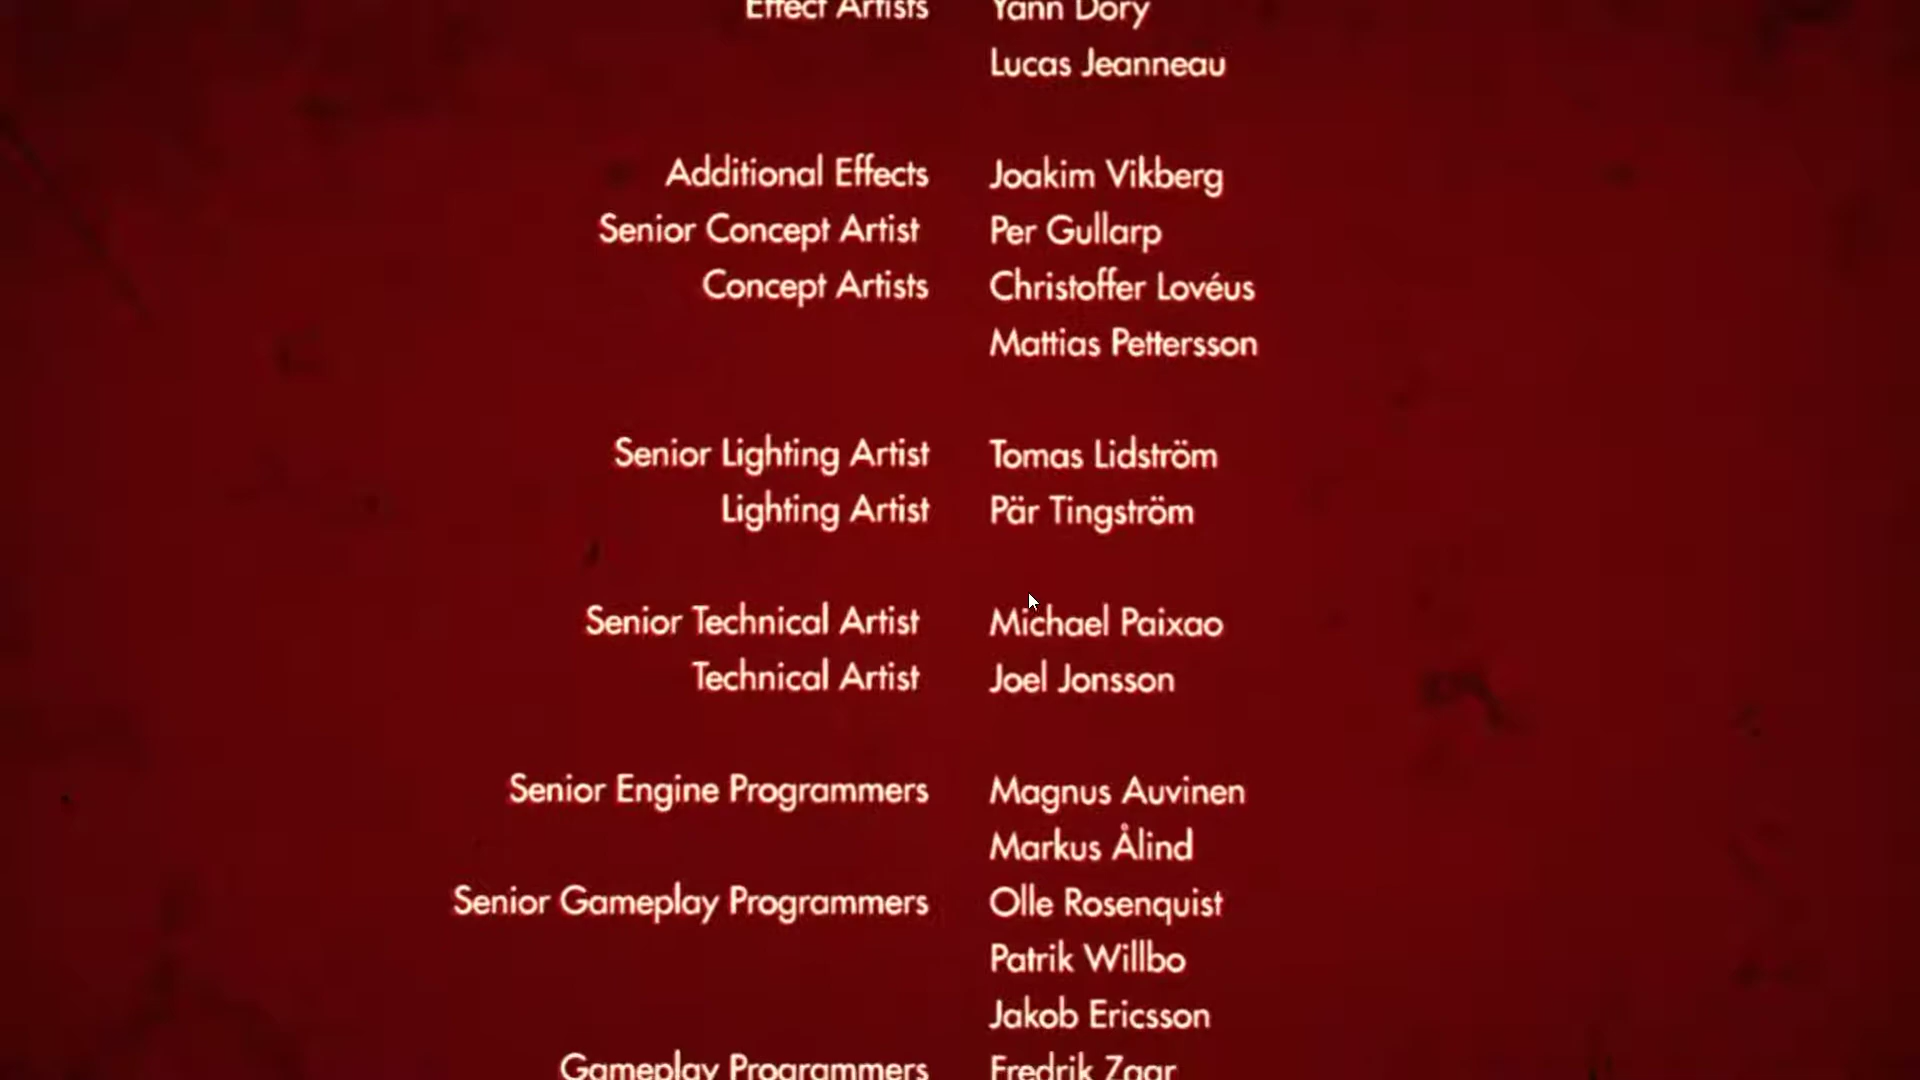 Effect Artists Yann Dory
Lucas Jeanneau
Additional Effects Joakim Vikberg
Senior Concept Artist Per Gullarp
Concept Artists Christoffer Lovéus
Mattias Pettersson
Senior Lighting Artist Tomas Lidström
Lighting Artist Pär Tingström
Senior Technical Artist Michael Paixao
Technical Artist Joel Jonsson
Senior Engine Programmers Magnus Auvinen
Markus Ålind
Senior Gameplay Programmers Olle Rosenquist
Patrik Willbo
Jakob Ericsson
Gameplay Programmers Fredrik Zaar